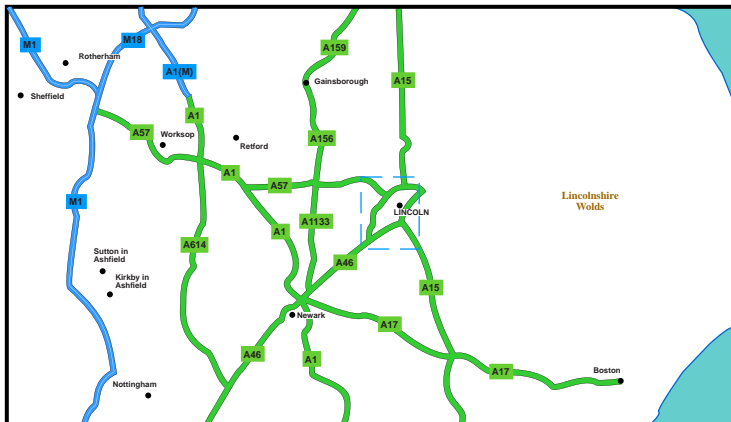 M18
M1
A159
Rotherham
A1(M)
A15
Gainsborough
Sheffield
A1
A57
Worksop
A156
Retford
A1
A57
M1
Lincolnshire
Wolds
LINCOLN
A1133
A1
A614
Sutton in
Ashfield
A46
Kirkby in
Ashfield
A15
Newark
A17
A46
A1
Boston
A17
Nottingham